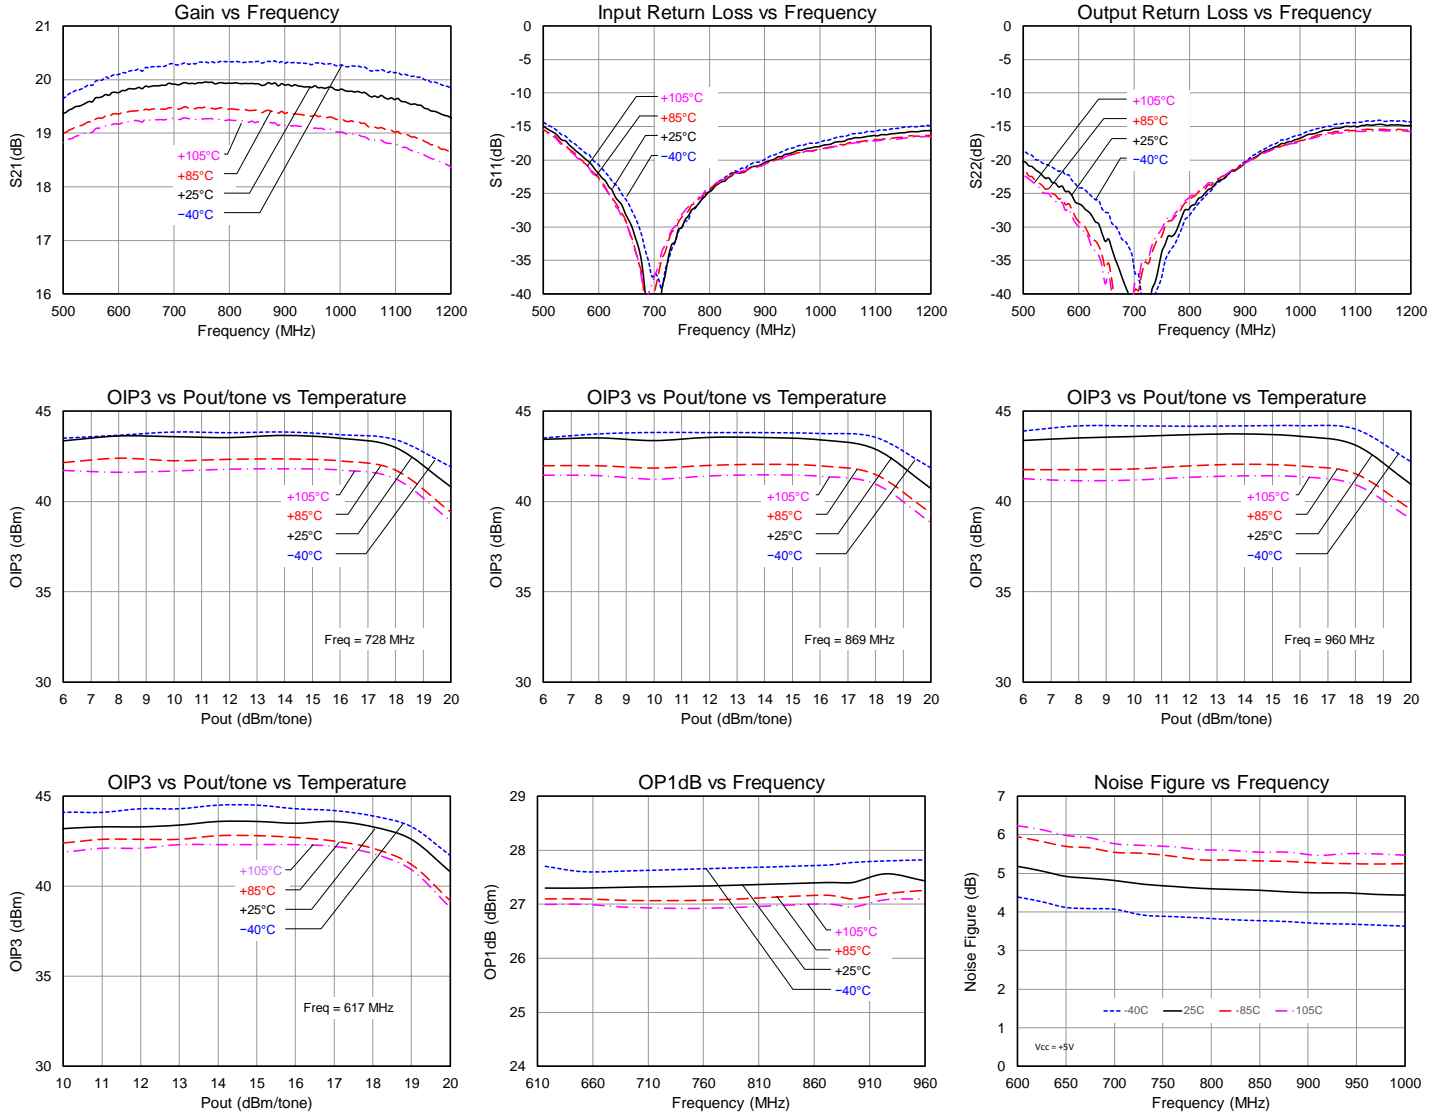 Gain vs Frequency
21
20
19
18
17
16
S21(dB)
+105°C
+85°C
+25°C
−40°C
500 600 700 800 900 1000 1100 1200
Frequency (MHz)
Input Return Loss vs Frequency
0
-5
-10
-15
-20
-25
-30
-35
-40
S11(dB)
+105°C
+85°C
+25°C
−40°C
500 600 700 800 900 1000 1100 1200
Frequency (MHz)
Output Return Loss vs Frequency
0
-5
-10
-15
-20
-25
-30
-35
-40
S22(dB)
+105°C
+85°C
+25°C
−40°C
500 600 700 800 900 1000 1100 1200
Frequency (MHz)
OIP3 vs Pout/tone vs Temperature
45
40
35
30
OIP3 (dBm)
+105°C
+85°C
+25°C
−40°C
Freq = 728 MHz
6 7 8 9 10 11 12 13 14 15 16 17 18 19 20
Pout (dBm/tone)
OIP3 vs Pout/tone vs Temperature
45
40
35
30
OIP3 (dBm)
+105°C
+85°C
+25°C
−40°C
Freq = 869 MHz
6 7 8 9 10 11 12 13 14 15 16 17 18 19 20
Pout (dBm/tone)
OIP3 vs Pout/tone vs Temperature
45
40
35
30
OIP3 (dBm)
+105°C
+85°C
+25°C
−40°C
Freq = 960 MHz
6 7 8 9 10 11 12 13 14 15 16 17 18 19 20
Pout (dBm/tone)
OIP3 vs Pout/tone vs Temperature
45
40
35
30
OIP3 (dBm)
+105°C
+85°C
+25°C
−40°C
Freq = 617 MHz
10 11 12 13 14 15 16 17 18 19 20
Pout (dBm/tone)
OP1dB vs Frequency
29
28
27
26
25
24
OP1dB (dBm)
+105°C
+85°C
+25°C
−40°C
610 660 710 760 810 860 910 960
Frequency (MHz)
Noise Figure vs Frequency
7
6
5
4
3
2
1
0
Noise Figure (dB)
-40C 25C 85C 105C
Vcc = +5V
600 650 700 750 800 850 900 950 1000
Frequency (MHz)